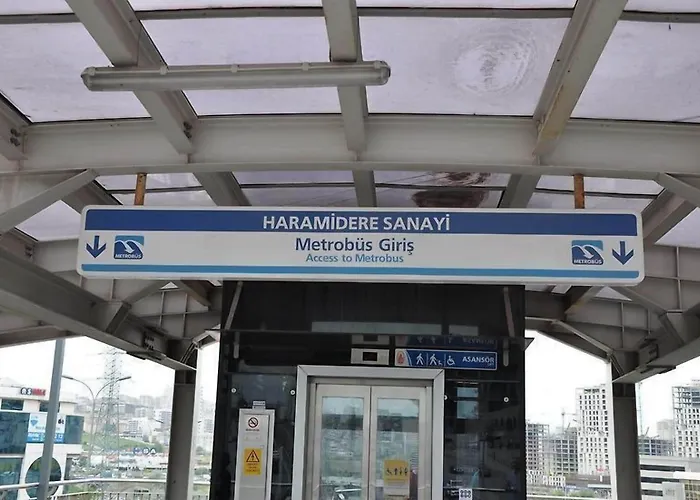 HARAMİDERE SANAYİ
Metrobüs Giriş
Access to Metrobus
METROBÜS
METROBÜS
ASANSÖR